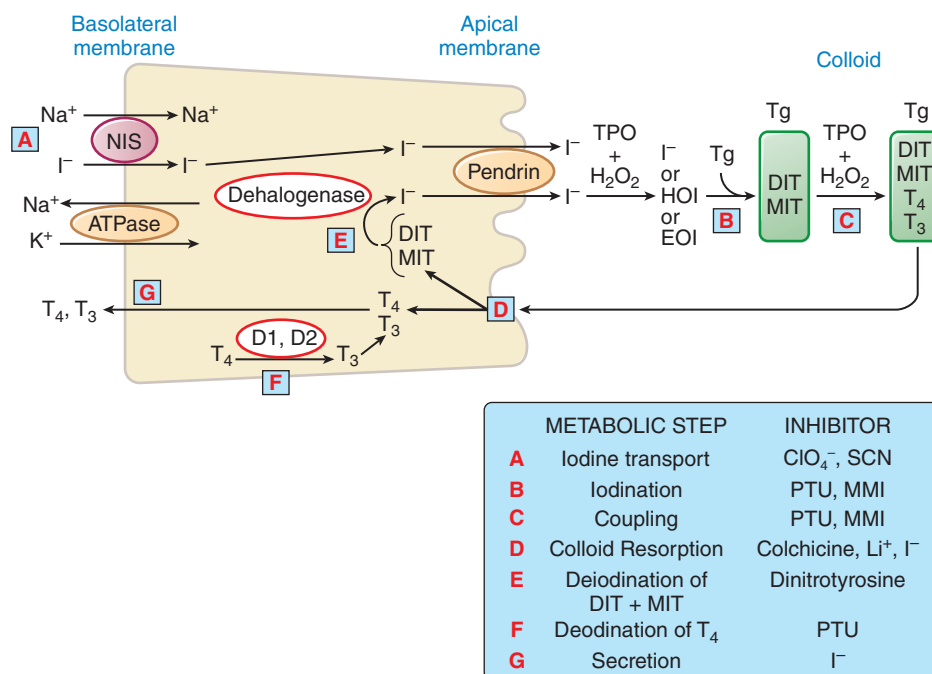 Basolateral
membrane
Apical
membrane
Colloid
Na⁺ Na⁺
A
NIS
I⁻ I⁻
I⁻ I⁻
Pendrin
TPO
+
H₂O₂
I⁻
or
HOI
or
EOI
Tg
B
Tg
DIT
MIT
TPO
+
H₂O₂
C
Tg
DIT
MIT
T₄
T₃
Na⁺
ATPase
K⁺
Dehalogenase
I⁻ I⁻
E
DIT
MIT
G
T₄, T₃
T₄
T₃
D
D1, D2
T₄ T₃
F
METABOLIC STEP INHIBITOR
A Iodine transport ClO₄⁻, SCN
B Iodination PTU, MMI
C Coupling PTU, MMI
D Colloid Resorption Colchicine, Li⁺, I⁻
E Deiodination of Dinitrotyrosine
DIT + MIT
F Deodination of T₄ PTU
G Secretion I⁻